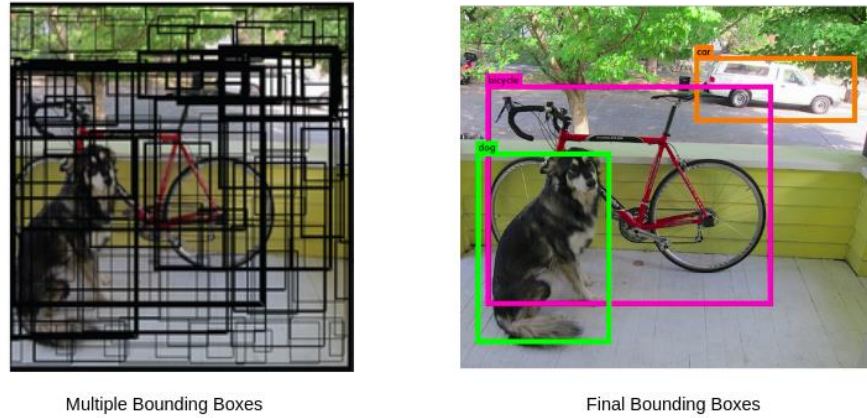 car
bicycle
dog
Multiple Bounding Boxes
Final Bounding Boxes